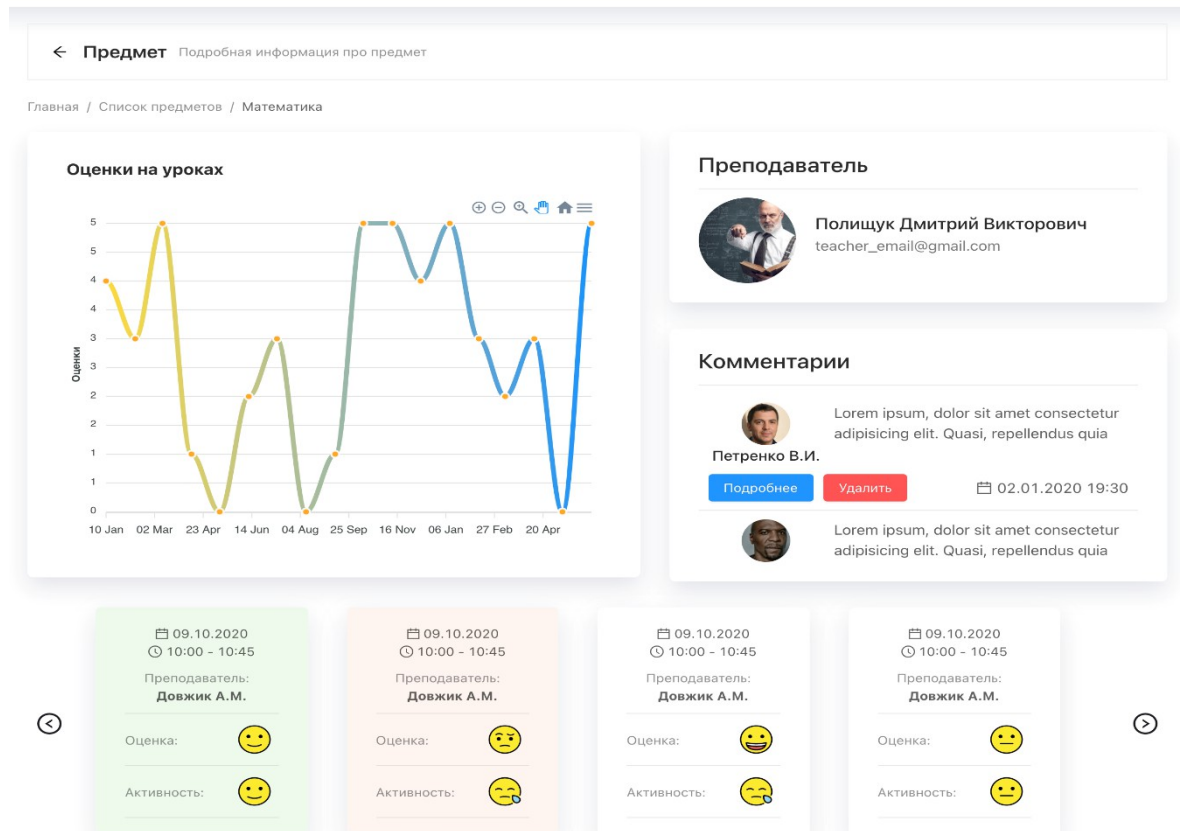 Предмет Подробная информация про предмет
Главная / Список предметов / Математика
Оценки на уроках
Оценки
5
5
4
4
3
3
2
2
1
1
0
10 Jan 02 Mar 23 Apr 14 Jun 04 Aug 25 Sep 16 Nov 06 Jan 27 Feb 20 Apr
Преподаватель
Полищук Дмитрий Викторович
teacher_email@gmail.com
Комментарии
Петренко В.И.
Lorem ipsum, dolor sit amet consectetur
adipisicing elit. Quasi, repellendus quia
Подробнее Удалить 02.01.2020 19:30
Lorem ipsum, dolor sit amet consectetur
adipisicing elit. Quasi, repellendus quia
09.10.2020
10:00 - 10:45
Преподаватель:
Довжик А.М.
Оценка:
Активность:
09.10.2020
10:00 - 10:45
Преподаватель:
Довжик А.М.
Оценка:
Активность:
09.10.2020
10:00 - 10:45
Преподаватель:
Довжик А.М.
Оценка:
Активность:
09.10.2020
10:00 - 10:45
Преподаватель:
Довжик А.М.
Оценка:
Активность: